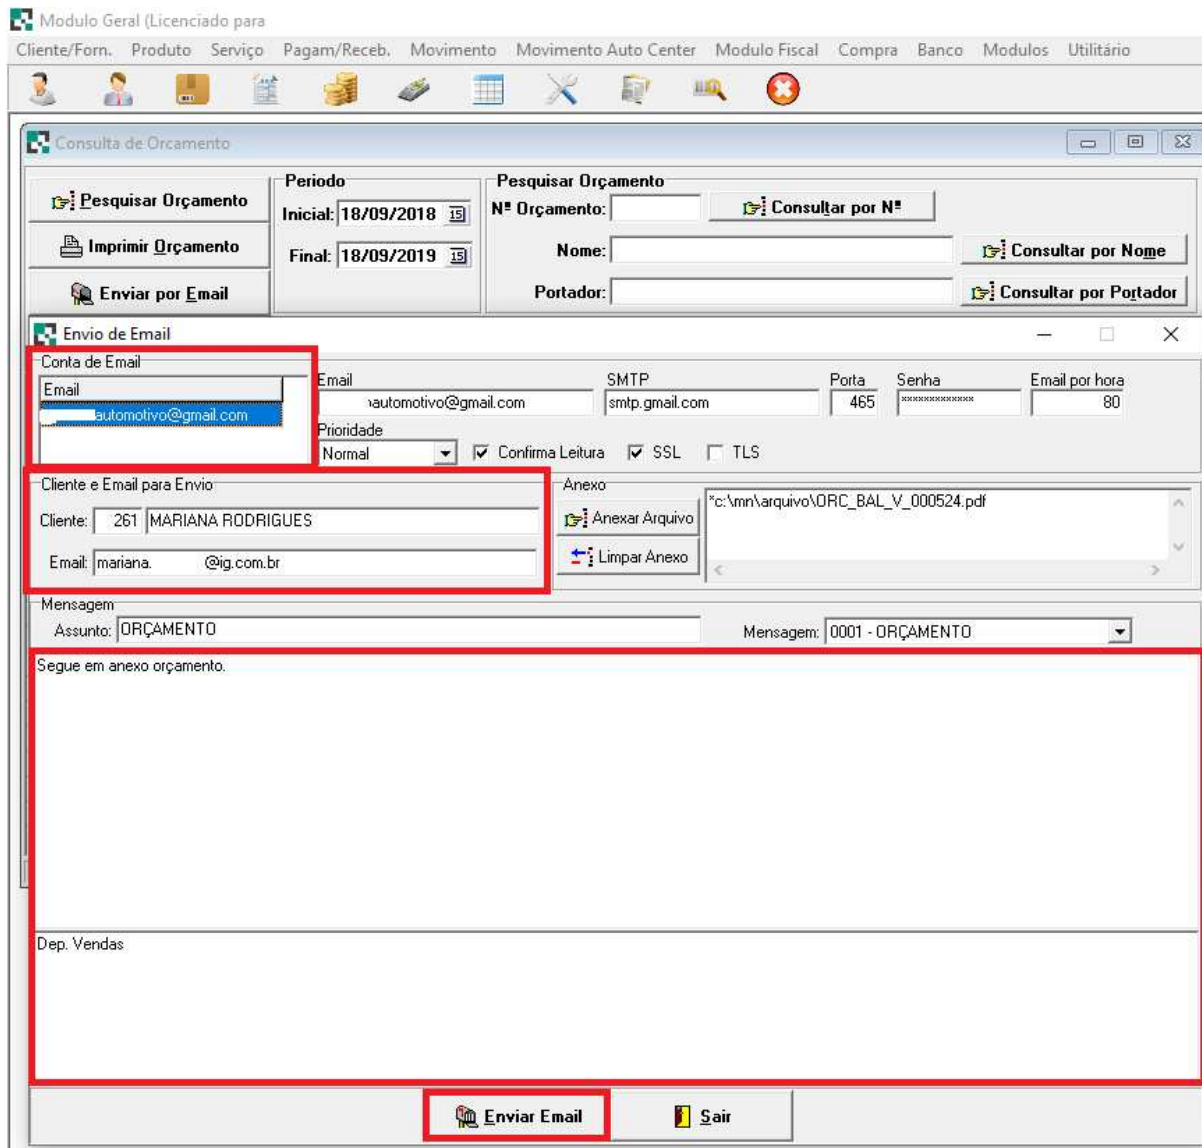 Modulo Geral (Licenciado para
Cliente/Forn. Produto Serviço Pagam/Receb. Movimento Movimento Auto Center Modulo Fiscal Compra Banco Modulos Utilitário
Consulta de Orcamento
Periodo
Pesquisar Orçamento
Pesquisar Orçamento
Inicial: 18/09/2018 15
Nº Orçamento:
Consultar por Nº
Imprimir Orçamento
Final: 18/09/2019 15
Nome:
Consultar por Nome
Enviar por Email
Portador:
Consultar por Portador
Envio de Email
Conta de Email
Email
automotivo@gmail.com
Email SMTP Porta Senha Email por hora
automotivo@gmail.com smtp.gmail.com 465 ************* 80
Prioridade
Normal Confirma Leitura SSL TLS
Cliente e Email para Envio
Cliente: 261 MARIANA RODRIGUES
Email: mariana. @ig.com.br
Anexo
Anexar Arquivo
Limpar Anexo
*c:\mn\arquivo\ORC_BAL_V_000524.pdf
Mensagem
Assunto: ORÇAMENTO Mensagem: 0001 - ORÇAMENTO
Segue em anexo orçamento.
Dep. Vendas
Enviar Email Sair